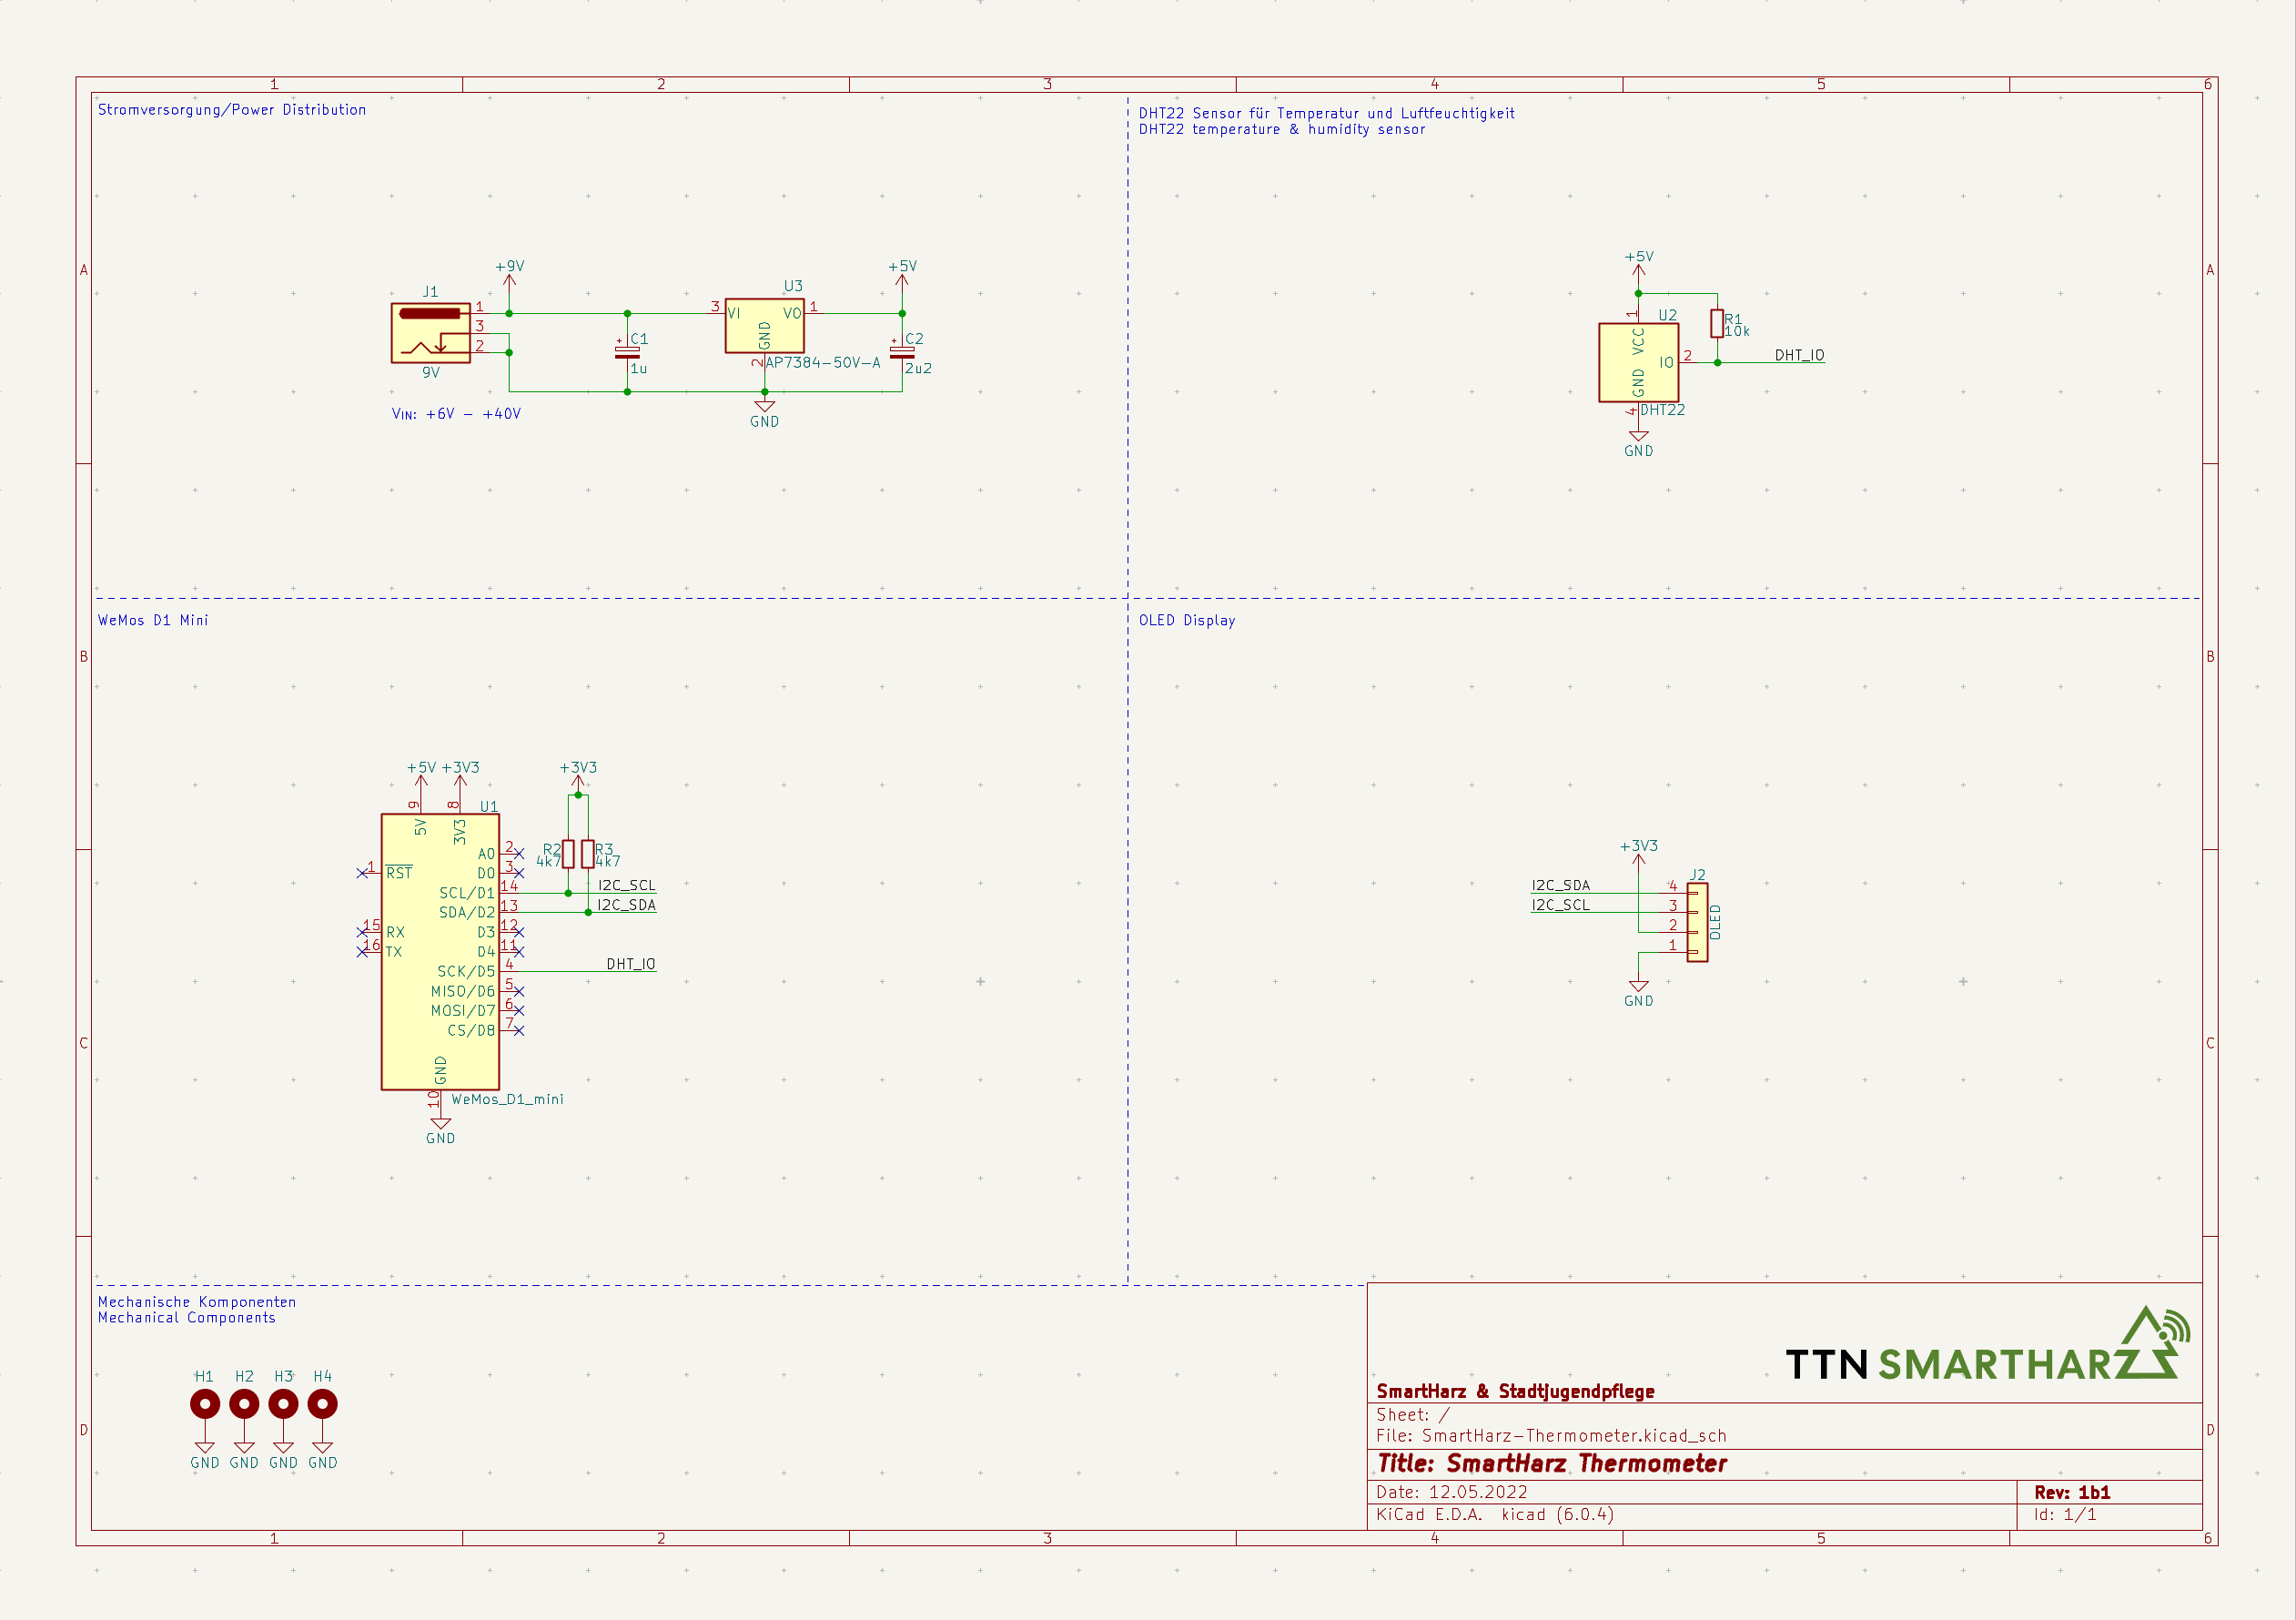 1 2 3 4 5 6
Stromversorgung/Power Distribution
DHT22 Sensor für Temperatur und Luftfeuchtigkeit
DHT22 temperature & humidity sensor
A
A
+9V
+5V
J1
1
3
2
9V
VIN: +6V - +40V
C1
1u
U3
3
VI
VO
1
GND
2
AP7384-50V-A
GND
C2
2u2
+5V
1
U2
VCC
IO
2
GND
4
DHT22
GND
R1
10k
DHT_IO
WeMos D1 Mini
OLED Display
B
B
+5V
+3V3
+3V3
9
8
U1
5V
3V3
1
RST
15
RX
16
TX
A0
2
D0
3
SCL/D1
14
SDA/D2
13
D3
12
D4
11
SCK/D5
4
MISO/D6
5
MOSI/D7
6
CS/D8
7
GND
10
WeMos_D1_mini
GND
R2
4k7
R3
4k7
I2C_SCL
I2C_SDA
DHT_IO
+3V3
J2
I2C_SDA
4
I2C_SCL
3
2
1
OLED
GND
C
C
Mechanische Komponenten
Mechanical Components
H1 H2 H3 H4
GND GND GND GND
D
D
TTN SMARTHARZ
SmartHarz & Stadtjugendpflege
Sheet: /
File: SmartHarz-Thermometer.kicad_sch
Title: SmartHarz Thermometer
Date: 12.05.2022
Rev: 1b1
KiCad E.D.A. kicad (6.0.4)
Id: 1/1
1 2 3 4 5 6